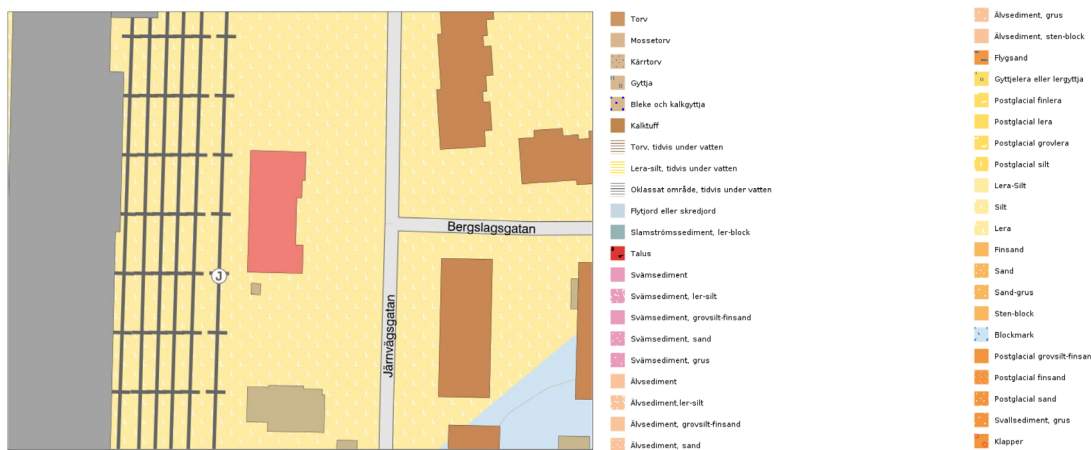 Bergslagsgatan
Järnvägsgatan
J
Torv
Mossetorv
Kärrtorv
Gyttja
Bleke och kalkgyttja
Kalktuff
Torv, tidvis under vatten
Lera-silt, tidvis under vatten
Oklassat område, tidvis under vatten
Flytjord eller skredjord
Slamströmssediment, ler-block
Talus
Svämsediment
Svämsediment, ler-silt
Svämsediment, grovsilt-finsand
Svämsediment, sand
Svämsediment, grus
Älvsediment
Älvsediment,ler-silt
Älvsediment, grovsilt-finsand
Älvsediment, sand
Älvsediment, grus
Älvsediment, sten-block
Flygsand
Gyttjelera eller lergyttja
Postglacial finlera
Postglacial lera
Postglacial grovlera
Postglacial silt
Lera-Silt
Silt
Lera
Finsand
Sand
Sand-grus
Sten-block
Blockmark
Postglacial grovsilt-finsan
Postglacial finsand
Postglacial sand
Svallsediment, grus
Klapper